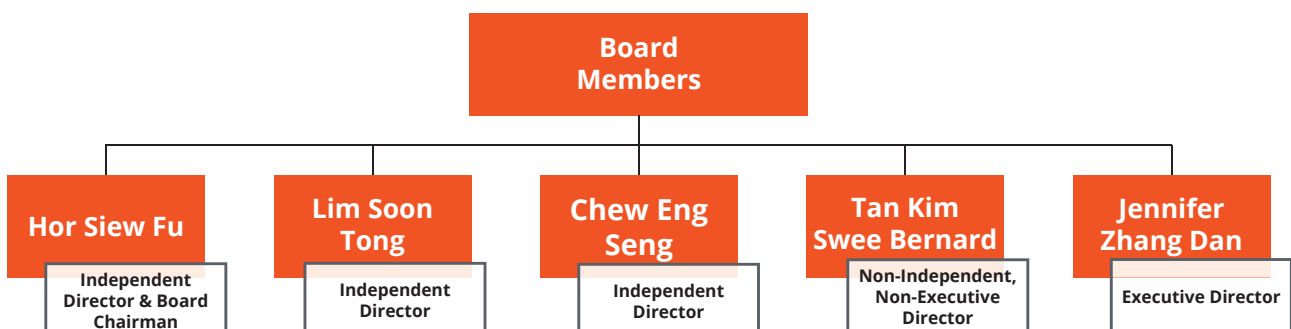 Board
Members
Hor Siew Fu
Independent
Director & Board
Chairman
Lim Soon
Tong
Independent
Director
Chew Eng
Seng
Independent
Director
Tan Kim
Swee Bernard
Non-Independent,
Non-Executive
Director
Jennifer
Zhang Dan
Executive Director